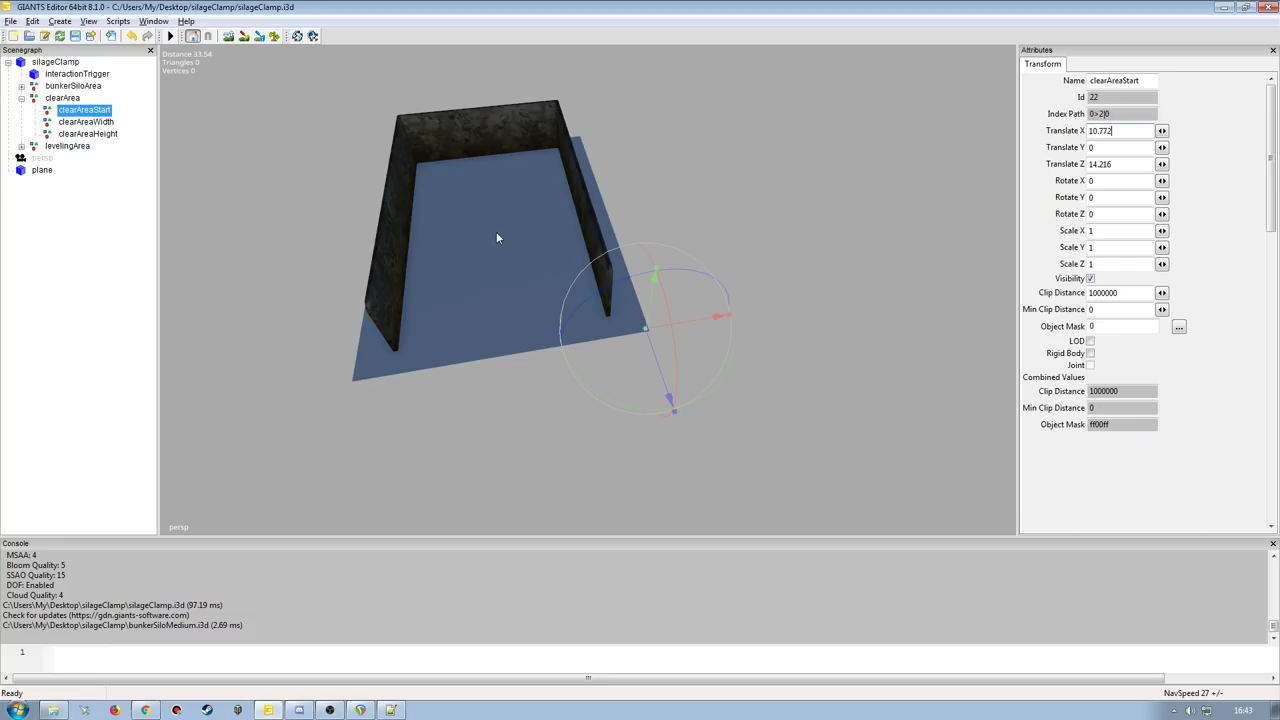 GIANTS Editor 64bit 8.1.0 - C:/Users/My/Desktop/silageClamp/silageClamp.i3d
File Edit Create View Scripts Window Help
Scenegraph
silageClamp
interactionTrigger
bunkerSiloArea
clearArea
clearAreaStart
clearAreaWidth
clearAreaHeight
levelingArea
persp
plane
Distance 33.54
Triangles 0
Vertices 0
persp
Attributes
Transform
Name clearAreaStart
Id 22
Index Path 0>2|0
Translate X 10.772
Translate Y 0
Translate Z 14.216
Rotate X 0
Rotate Y 0
Rotate Z 0
Scale X 1
Scale Y 1
Scale Z 1
Visibility
Clip Distance 1000000
Min Clip Distance 0
Object Mask 0 ...
LOD
Rigid Body
Joint
Combined Values
Clip Distance 1000000
Min Clip Distance 0
Object Mask ff00ff
Console
MSAA: 4
Bloom Quality: 5
SSAO Quality: 15
DOF: Enabled
Cloud Quality: 4
C:\Users\My\Desktop\silageClamp\silageClamp.i3d (97.19 ms)
Check for updates (https://gdn.giants-software.com)
C:\Users\My\Desktop\silageClamp\bunkerSiloMedium.i3d (2.69 ms)
1
Ready
NavSpeed 27 +/-
16:43